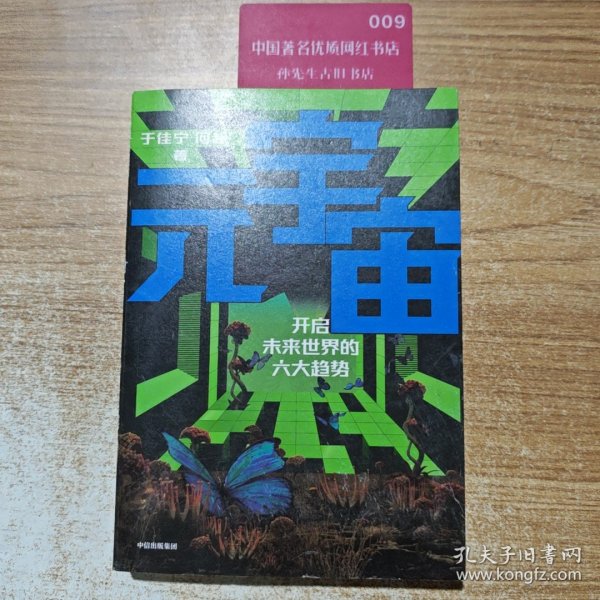 009
中国著名优质网红书店
孙先生古旧书店
于佳宁
著
元宇宙
开启
未来世界的
六大趋势
中信出版集团
孔夫子旧书网
www.kongfz.com